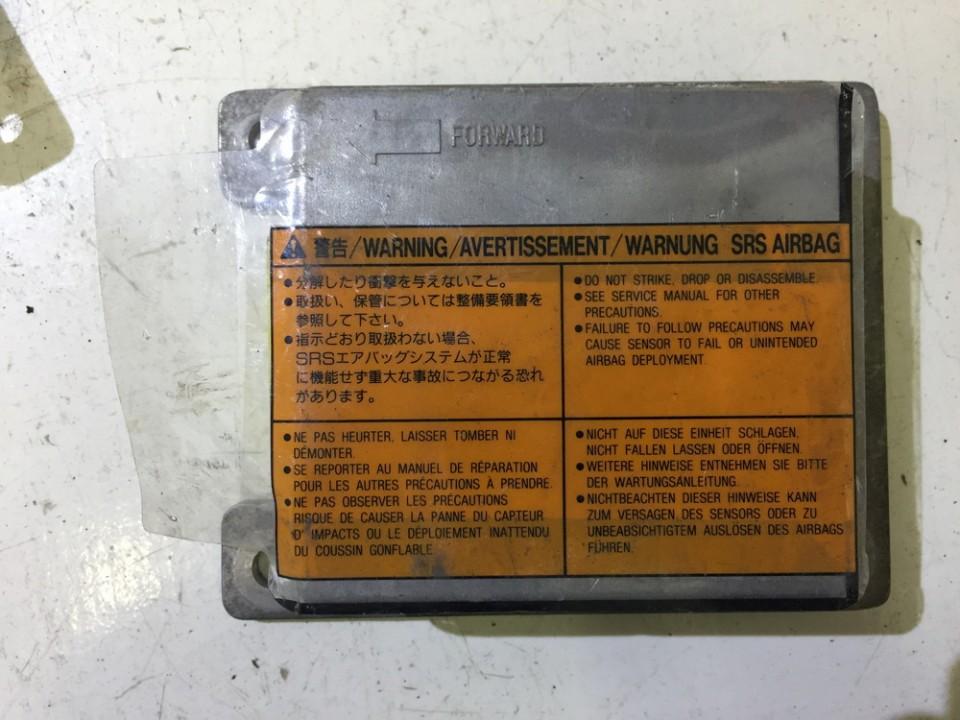 FORWARD
警告/WARNING/AVERTISSEMENT/WARNUNG SRS AIRBAG
●分解したり衝撃を与えないこと。
●取扱い、保管については整備要領書を
参照して下さい。
●指示どおり取扱わない場合、
SRSエアバッグシステムが正常
に機能せず重大な事故につながる恐れ
があります。
●DO NOT STRIKE, DROP OR DISASSEMBLE.
●SEE SERVICE MANUAL FOR OTHER
PRECAUTIONS.
●FAILURE TO FOLLOW PRECAUTIONS MAY
CAUSE SENSOR TO FAIL OR UNINTENDED
AIRBAG DEPLOYMENT.
●NE PAS HEURTER, LAISSER TOMBER NI
DÉMONTER.
●SE REPORTER AU MANUEL DE RÉPARATION
POUR LES AUTRES PRÉCAUTIONS À PRENDRE.
●NE PAS OBSERVER LES PRÉCAUTIONS
RISQUE DE CAUSER LA PANNE DU CAPTEUR
D' IMPACTS OU LE DÉPLOIEMENT INATTENDU
DU COUSSIN GONFLABLE.
●NICHT AUF DIESE EINHEIT SCHLAGEN,
NICHT FALLEN LASSEN ODER ÖFFNEN.
●WEITERE HINWEISE ENTNEHMEN SIE BITTE
DER WARTUNGSANLEITUNG.
●NICHTBEACHTEN DIESER HINWEISE KANN
ZUM VERSAGEN DES SENSORS ODER ZU
UNBEABSICHTIGTEM AUSLÖSEN DES AIRBAGS
FÜHREN.